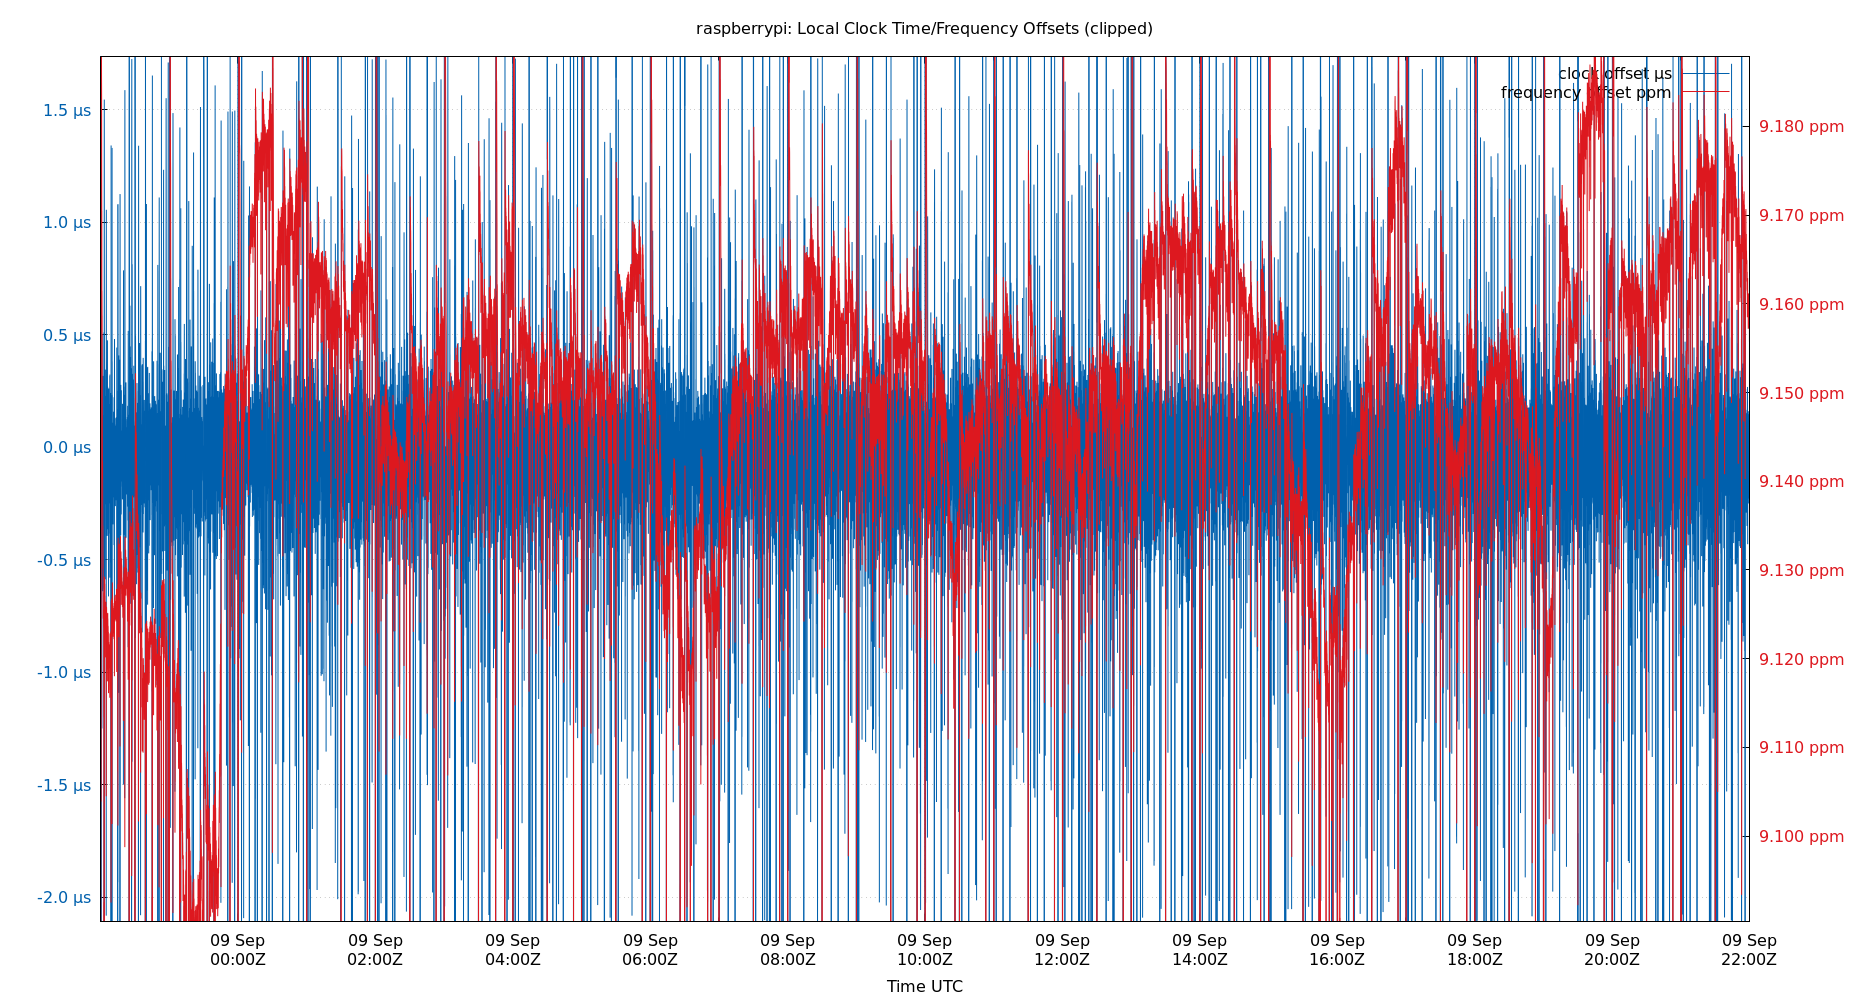 raspberrypi: Local Clock Time/Frequency Offsets (clipped)
clock offset µs
frequency offset ppm
1.5 µs
1.0 µs
0.5 µs
0.0 µs
-0.5 µs
-1.0 µs
-1.5 µs
-2.0 µs
9.180 ppm
9.170 ppm
9.160 ppm
9.150 ppm
9.140 ppm
9.130 ppm
9.120 ppm
9.110 ppm
9.100 ppm
09 Sep 09 Sep 09 Sep 09 Sep 09 Sep 09 Sep 09 Sep 09 Sep 09 Sep 09 Sep 09 Sep 09 Sep
00:00Z 02:00Z 04:00Z 06:00Z 08:00Z 10:00Z 12:00Z 14:00Z 16:00Z 18:00Z 20:00Z 22:00Z
Time UTC